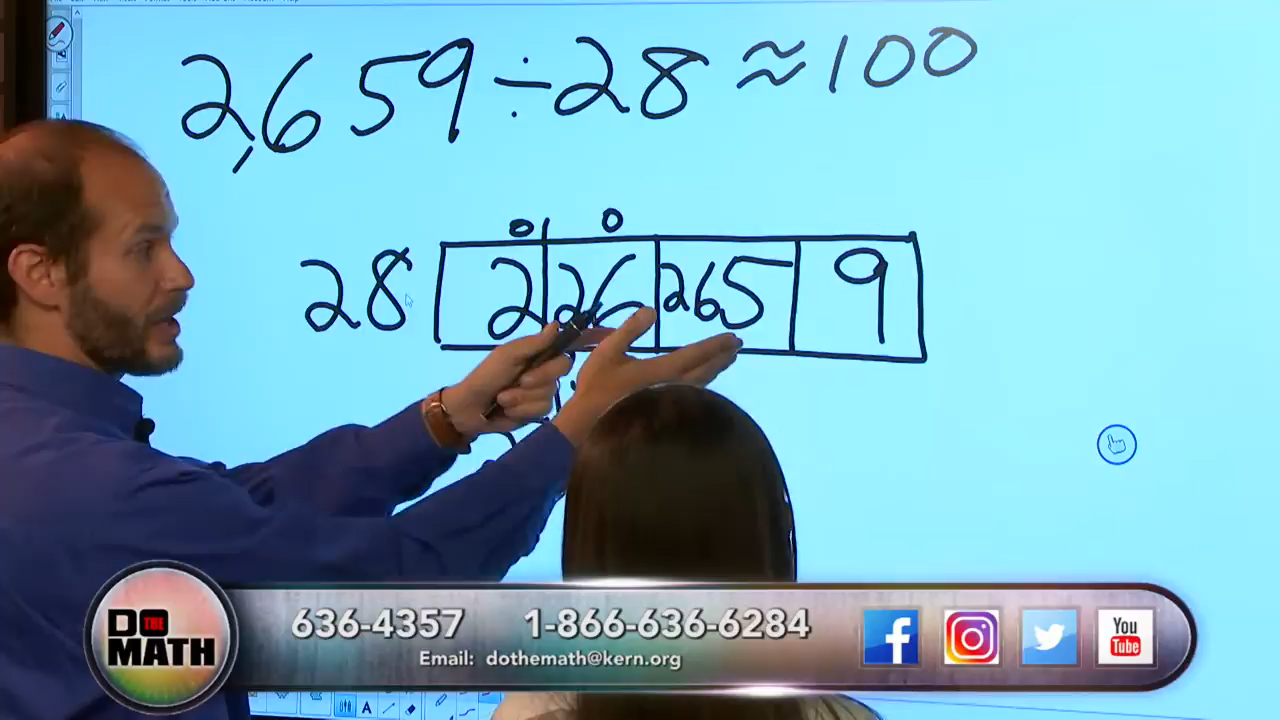 2,659 ÷ 28 ≈ 100
0 0
28 2 26 265 9
DO THE MATH
636-4357 1-866-636-6284
Email: dothemath@kern.org
You Tube
A